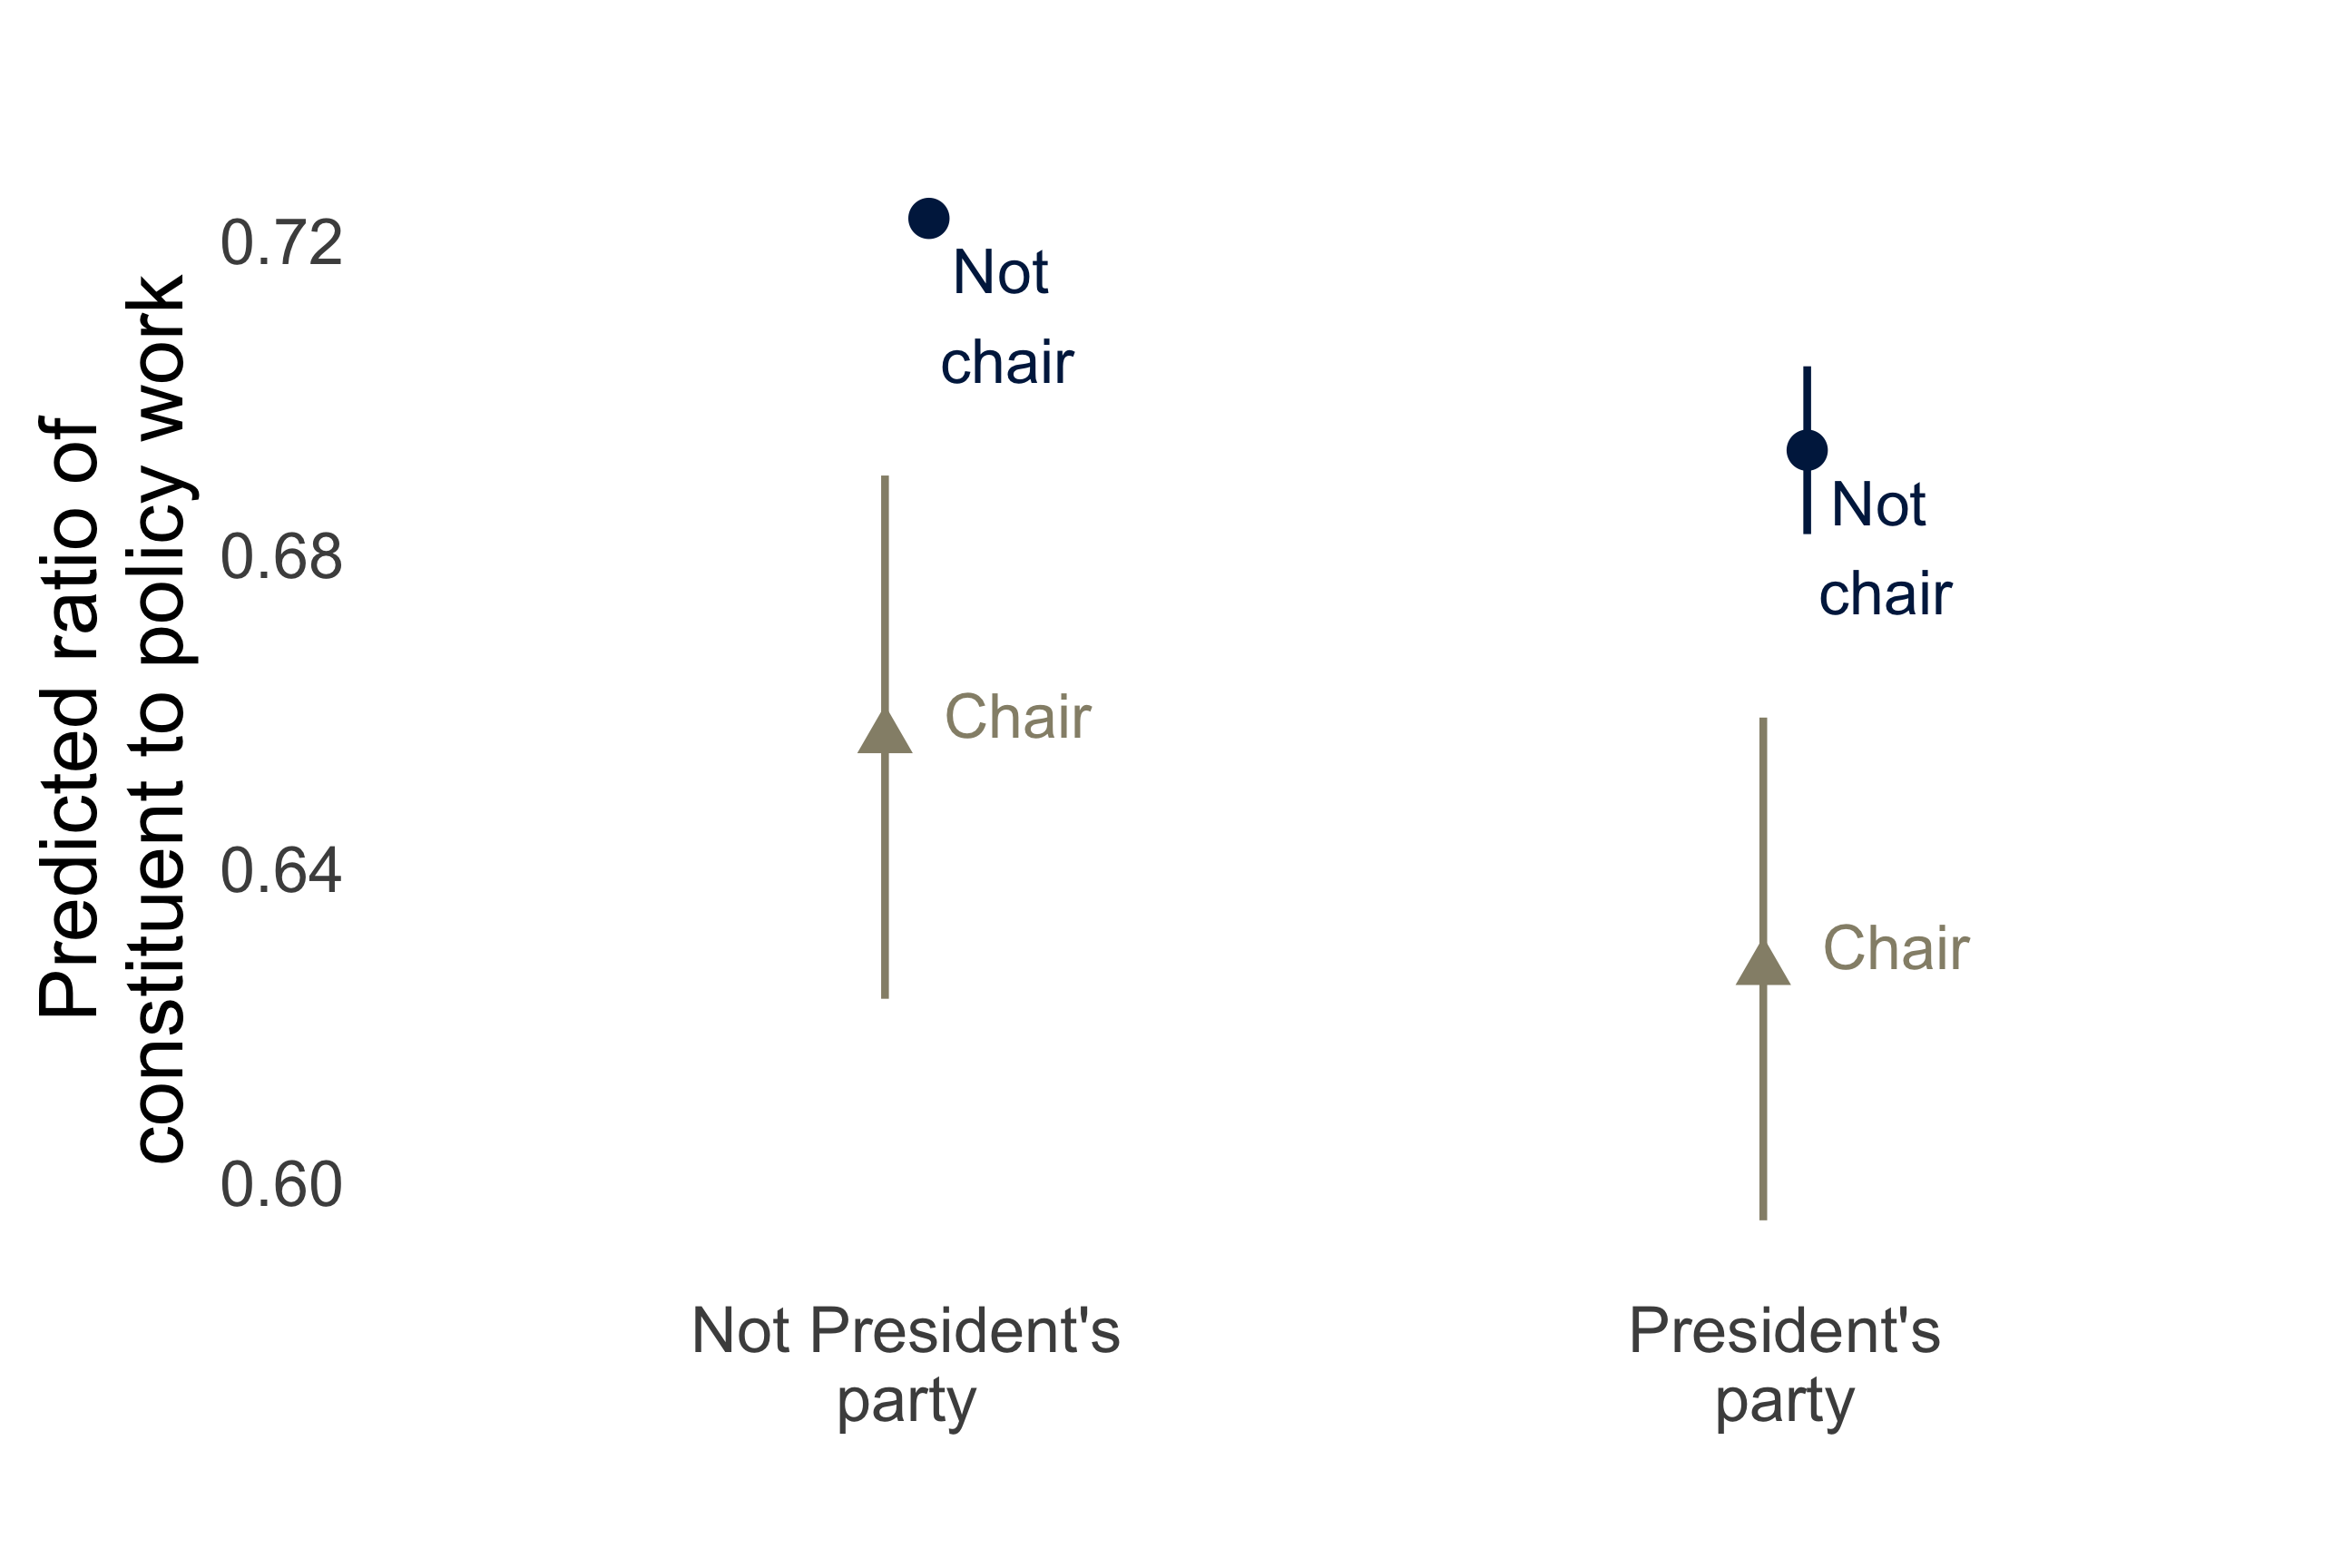 Predicted ratio of
constituent to policy work
0.72
0.68
0.64
0.60
Not
chair
Chair
Not
chair
Chair
Not President's
party
President's
party